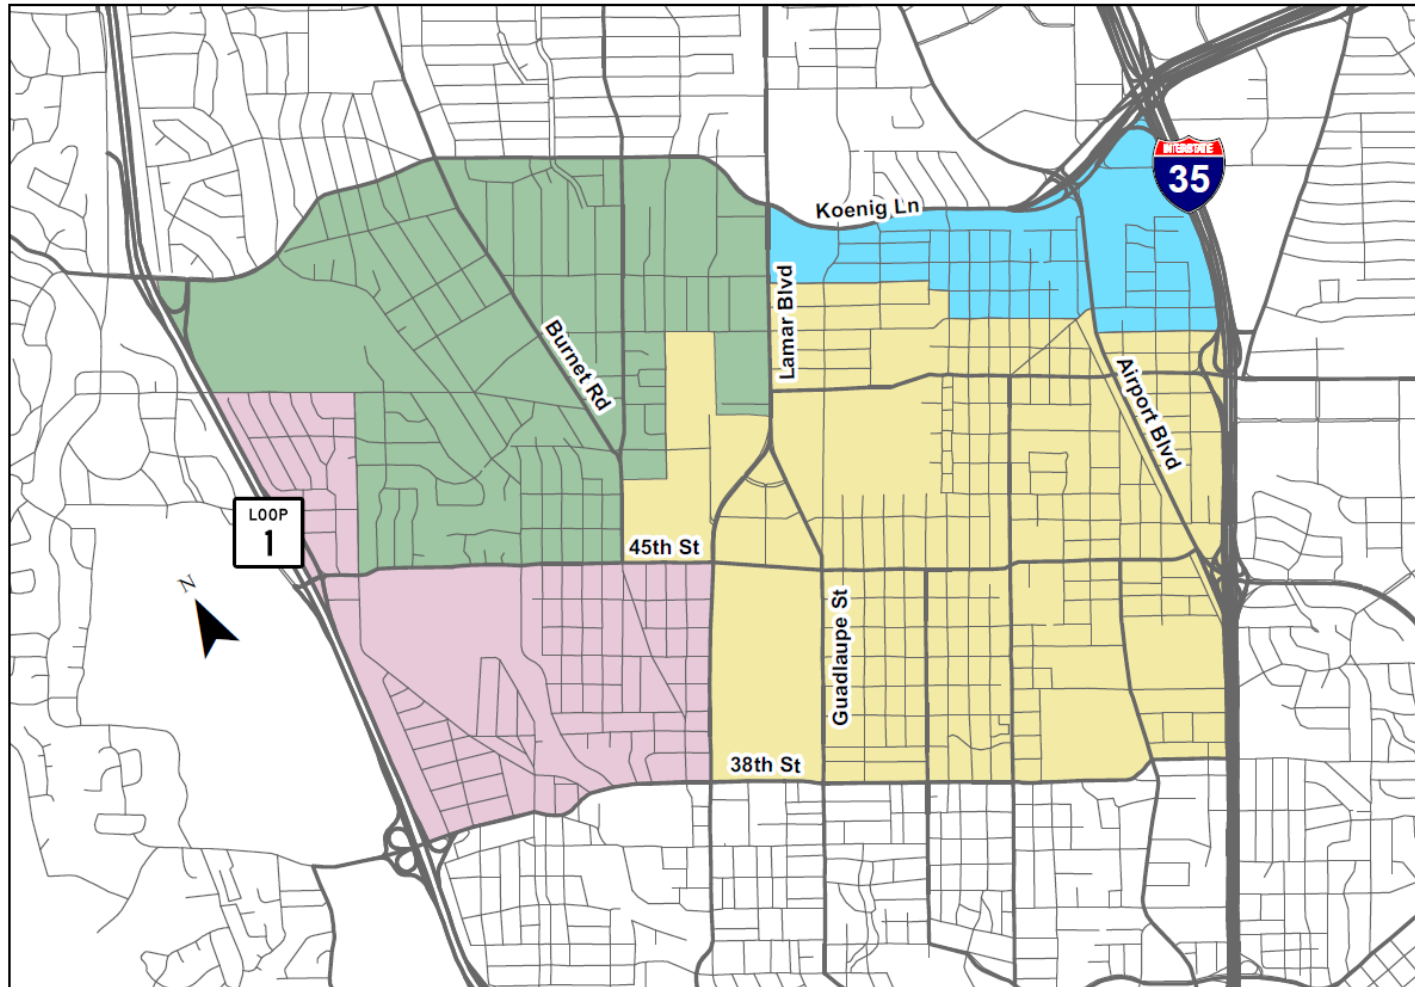 INTERSTATE
35
Koenig Ln
Lamar Blvd
Burnet Rd
Airport Blvd
LOOP
1
45th St
N
Guadlaupe St
38th St